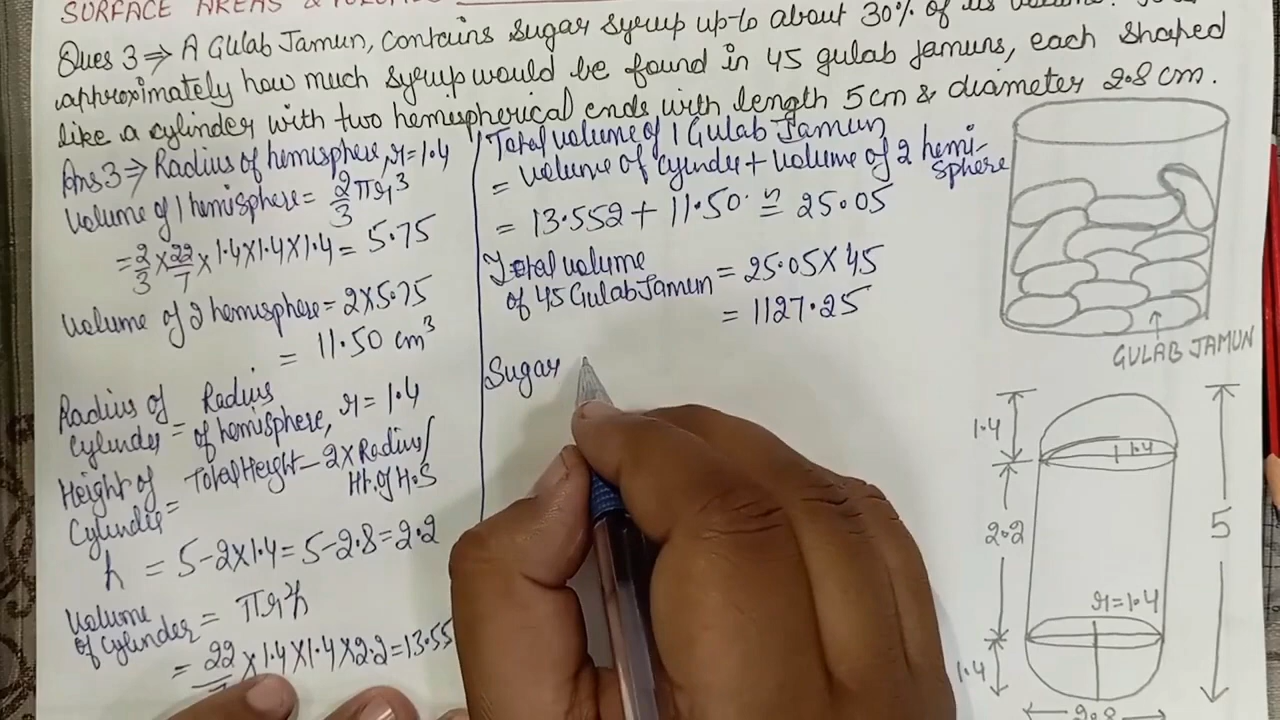 SURFACE AREAS &
Ques 3 ⇒ A Gulab Jamun, contains sugar syrup up-to about 30% of its volume.
approximately how much syrup would be found in 45 gulab jamuns, each shaped
like a cylinder with two hemispherical ends with length 5cm & diameter 2.8 cm.
Ans 3 ⇒ Radius of hemisphere, r = 1.4
Volume of 1 hemisphere = 2/3 πr³
= 2/3 × 22/7 × 1.4 × 1.4 × 1.4 = 5.75
Volume of 2 hemisphere = 2 × 5.75
= 11.50 cm³
Radius of Cylinder = Radius of hemisphere, r = 1.4
Height of Cylinder = Total Height − 2 × Radius/ Ht. of H.S
h = 5 − 2 × 1.4 = 5 − 2.8 = 2.2
Volume of Cylinder = πr²h
= 22/7 × 1.4 × 1.4 × 2.2 = 13.55
Total volume of 1 Gulab Jamun
= volume of cylinder + volume of 2 hemi-
sphere
= 13.552 + 11.50 ≃ 25.05
Total volume
of 45 Gulab Jamun = 25.05 × 45
= 1127.25
Sugar
GULAB JAMUN
1.4
1.4
2.2
5
r = 1.4
1.4
2.8